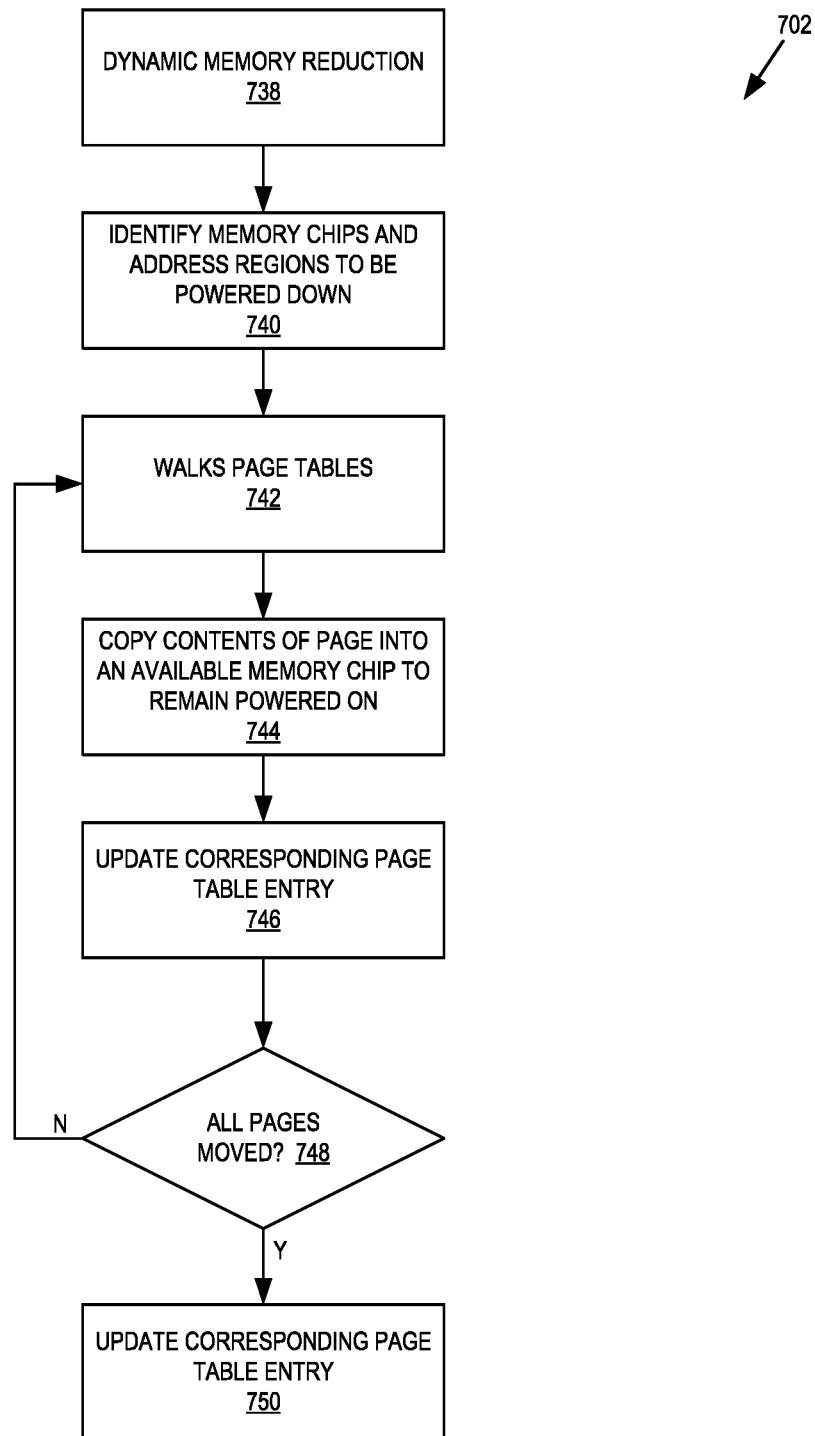 702
DYNAMIC MEMORY REDUCTION
738
IDENTIFY MEMORY CHIPS AND
ADDRESS REGIONS TO BE
POWERED DOWN
740
WALKS PAGE TABLES
742
COPY CONTENTS OF PAGE INTO
AN AVAILABLE MEMORY CHIP TO
REMAIN POWERED ON
744
UPDATE CORRESPONDING PAGE
TABLE ENTRY
746
N
ALL PAGES
MOVED? 748
Y
UPDATE CORRESPONDING PAGE
TABLE ENTRY
750